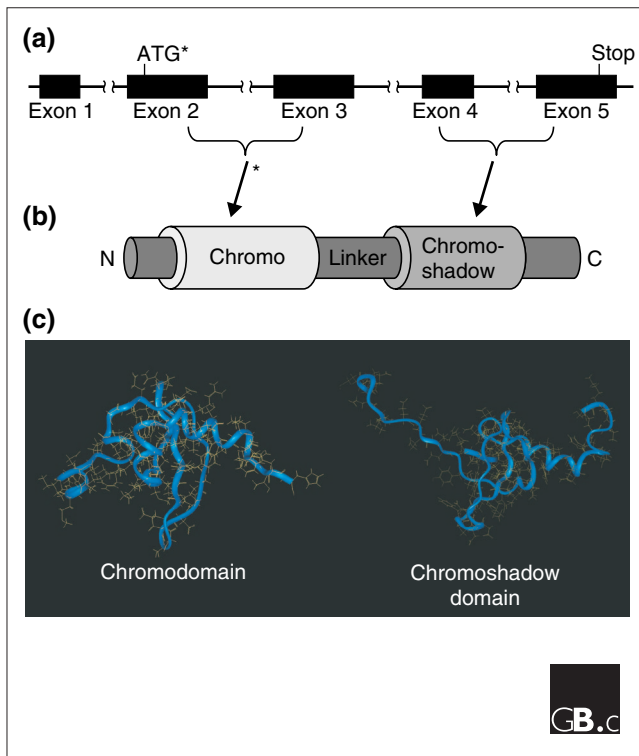 (a)
ATG*
Stop
Exon 1
Exon 2
Exon 3
Exon 4
Exon 5
*
(b)
N
Chromo
Linker
Chromo-
shadow
C
(c)
Chromodomain
Chromoshadow
domain
GB.c